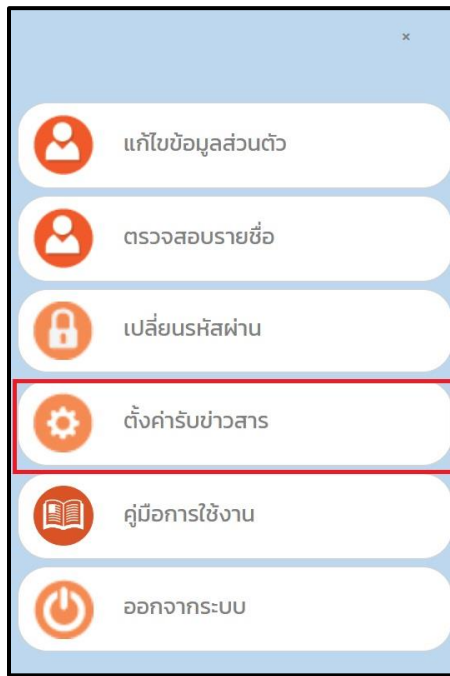 ×
แก้ไขข้อมูลส่วนตัว
ตรวจสอบรายชื่อ
เปลี่ยนรหัสผ่าน
ตั้งค่ารับข่าวสาร
คู่มือการใช้งาน
ออกจากระบบ